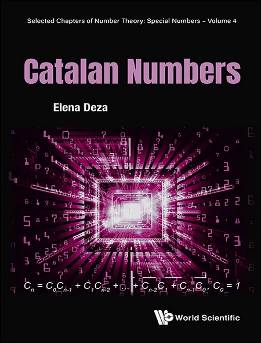 Selected Chapters of Number Theory: Special Numbers – Volume 4
Catalan Numbers
Elena Deza
Cₙ = C₀Cₙ₋₁ + C₁Cₙ₋₂ + ... + Cₙ₋₂C₁ + Cₙ₋₁C₀, C₀ = 1
World Scientific